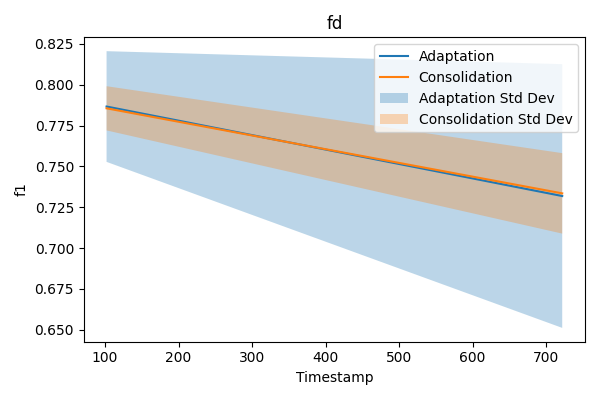 fd
0.825
0.800
0.775
0.750
0.725
0.700
0.675
0.650
f1
Adaptation
Consolidation
Adaptation Std Dev
Consolidation Std Dev
100
200
300
400
500
600
700
Timestamp